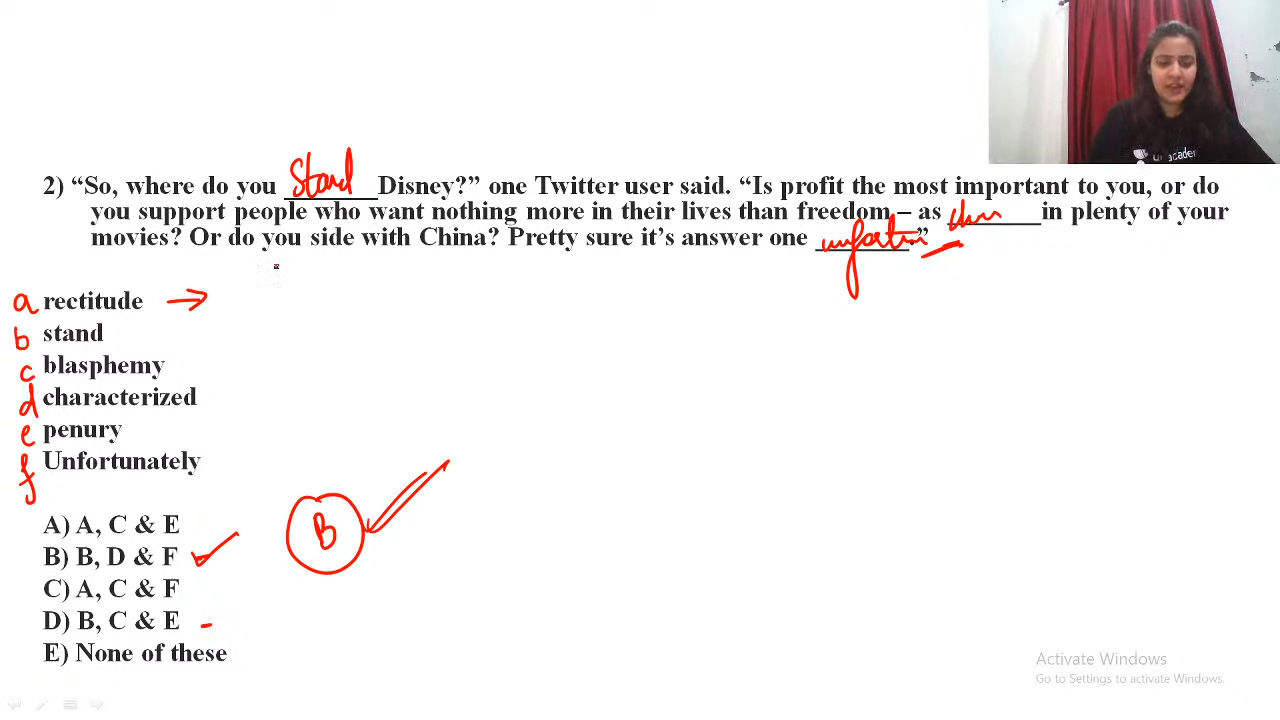 2) “So, where do you stand Disney?” one Twitter user said. “Is profit the most important to you, or do
you support people who want nothing more in their lives than freedom – as in plenty of your
movies? Or do you side with China? Pretty sure it’s answer one .”
a rectitude →
b stand
c blasphemy
d characterized
e penury
f Unfortunately
A) A, C & E
B) B, D & F
B
C) A, C & F
D) B, C & E -
E) None of these
Activate Windows
Go to Settings to activate Windows.